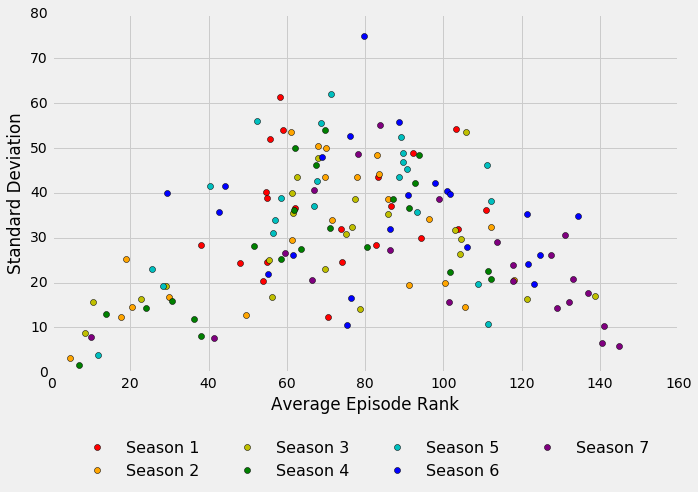 80
70
60
50
40
30
20
10
0
Standard Deviation
0 20 40 60 80 100 120 140 160
Average Episode Rank
Season 1 Season 3 Season 5 Season 7
Season 2 Season 4 Season 6